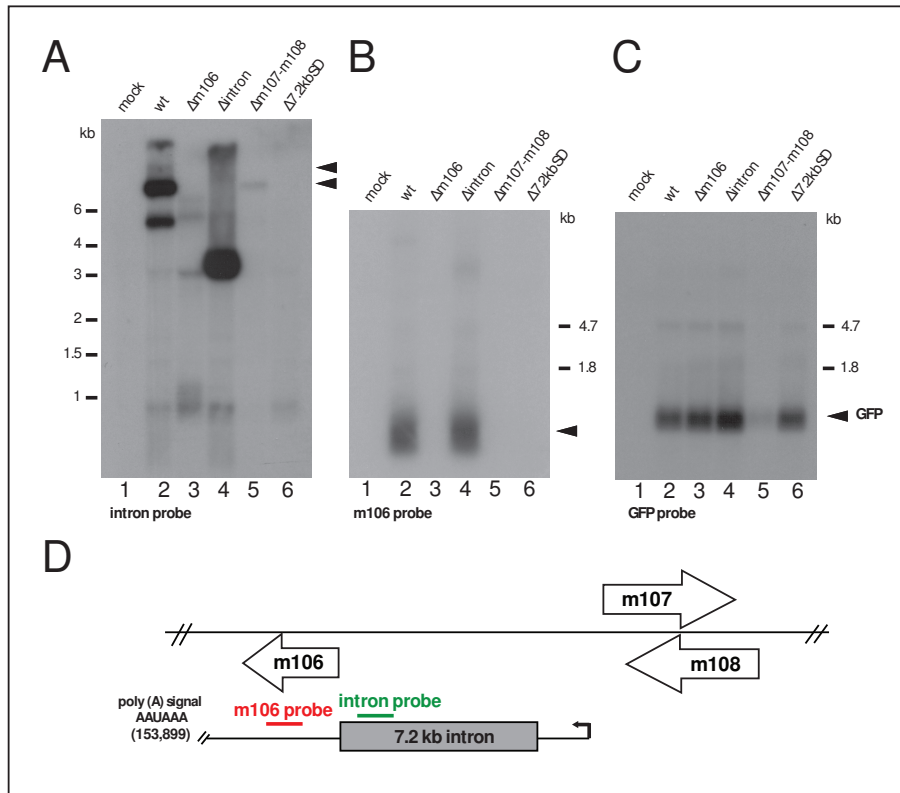 A
B
C
mock
wt
Δm106
Δintron
Δm107-m108
Δ7.2kbSD
kb
6
4
3
2
1.5
1
1 2 3 4 5 6
intron probe
mock
wt
Δm106
Δintron
Δm107-m108
Δ7.2kbSD
kb
4.7
1.8
1 2 3 4 5 6
m106 probe
mock
wt
Δm106
Δintron
Δm107-m108
Δ7.2kbSD
kb
4.7
1.8
GFP
1 2 3 4 5 6
GFP probe
D
m107
m106
m108
poly (A) signal
AAUAAA
(153,899)
m106 probe
intron probe
7.2 kb intron